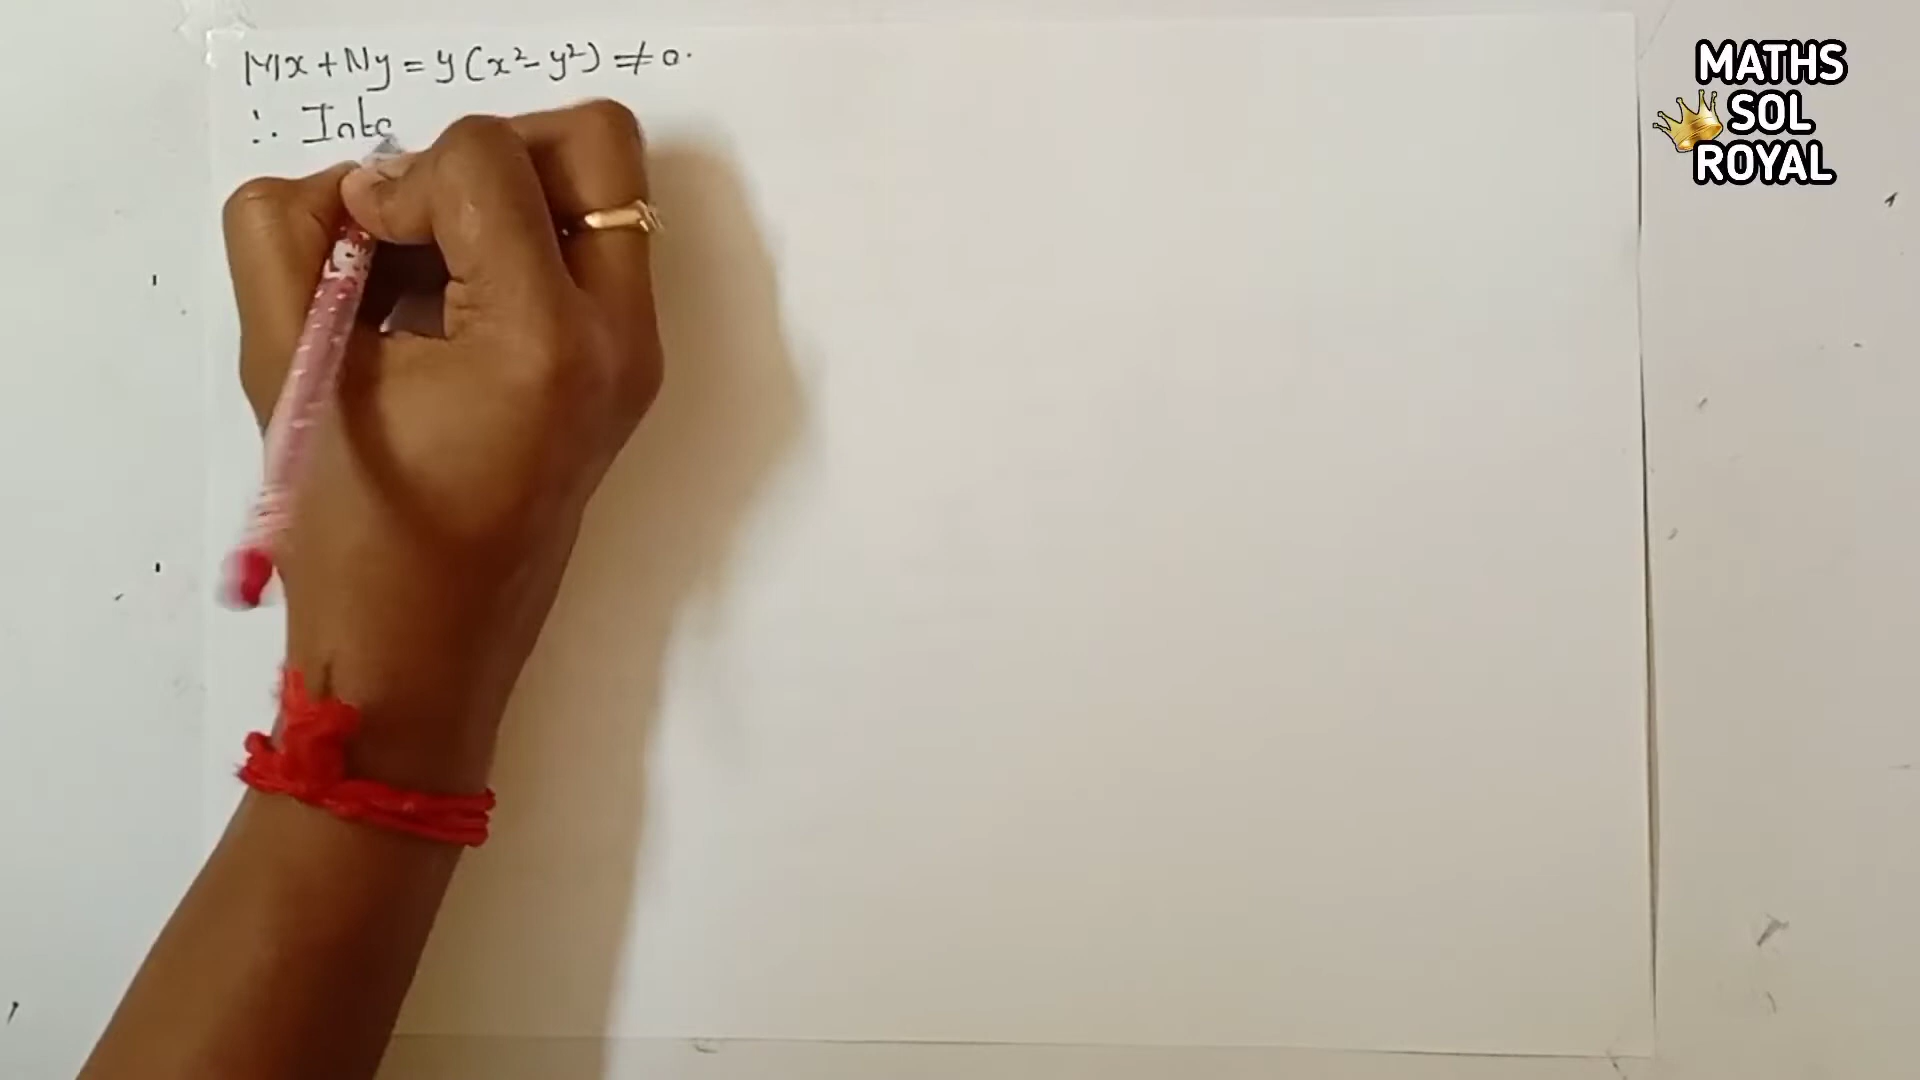 Mx + Ny = y (x² - y²) ≠ 0.
∴ Inte
MATHS
SOL
ROYAL